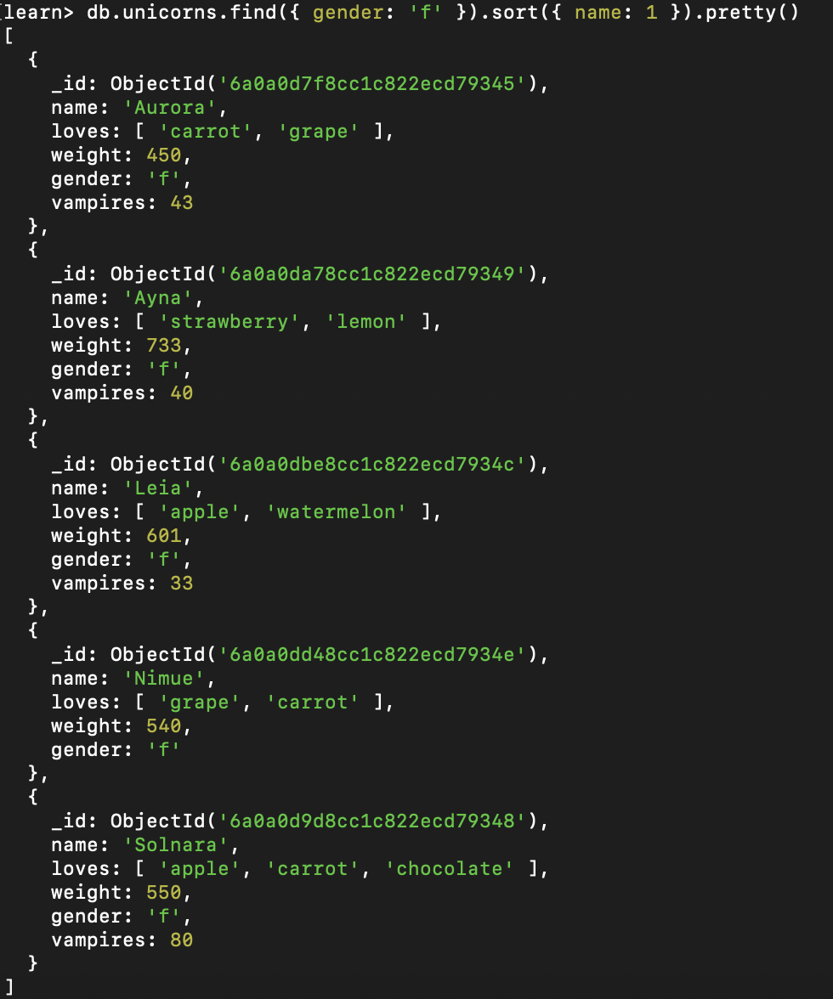 [learn> db.unicorns.find({ gender: 'f' }).sort({ name: 1 }).pretty()
[
  {
    _id: ObjectId('6a0a0d7f8cc1c822ecd79345'),
    name: 'Aurora',
    loves: [ 'carrot', 'grape' ],
    weight: 450,
    gender: 'f',
    vampires: 43
  },
  {
    _id: ObjectId('6a0a0da78cc1c822ecd79349'),
    name: 'Ayna',
    loves: [ 'strawberry', 'lemon' ],
    weight: 733,
    gender: 'f',
    vampires: 40
  },
  {
    _id: ObjectId('6a0a0dbe8cc1c822ecd7934c'),
    name: 'Leia',
    loves: [ 'apple', 'watermelon' ],
    weight: 601,
    gender: 'f',
    vampires: 33
  },
  {
    _id: ObjectId('6a0a0dd48cc1c822ecd7934e'),
    name: 'Nimue',
    loves: [ 'grape', 'carrot' ],
    weight: 540,
    gender: 'f'
  },
  {
    _id: ObjectId('6a0a0d9d8cc1c822ecd79348'),
    name: 'Solnara',
    loves: [ 'apple', 'carrot', 'chocolate' ],
    weight: 550,
    gender: 'f',
    vampires: 80
  }
]